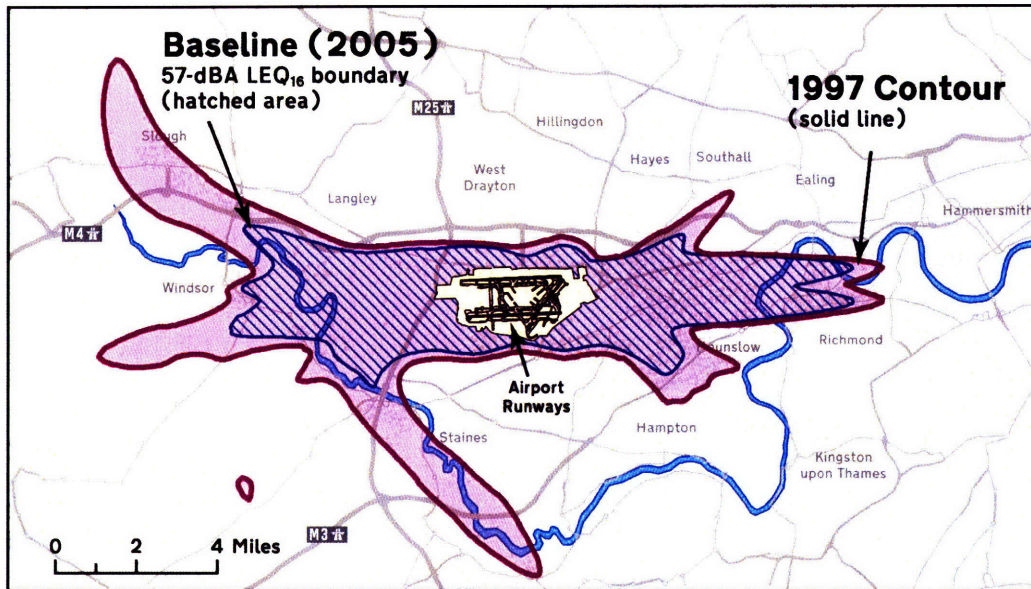 Baseline (2005)
57-dBA LEQ₁₆ boundary
(hatched area)
1997 Contour
(solid line)
M25
Hillingdon
Slough
West
Drayton
Hayes
Southall
Ealing
Langley
Hammersmith
M4
Windsor
Richmond
Airport
Runways
Staines
Hampton
Kingston
upon Thames
M3
0 2 4 Miles